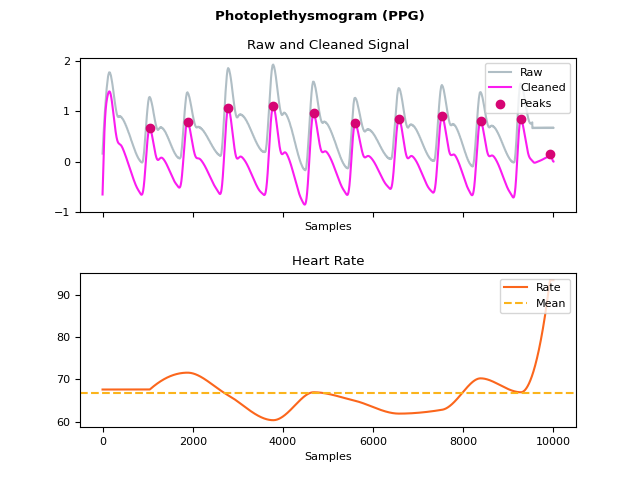 Photoplethysmogram (PPG)
Raw and Cleaned Signal
2
1
0
−1
Raw
Cleaned
Peaks
Samples
Heart Rate
90
80
70
60
Rate
Mean
0 2000 4000 6000 8000 10000
Samples